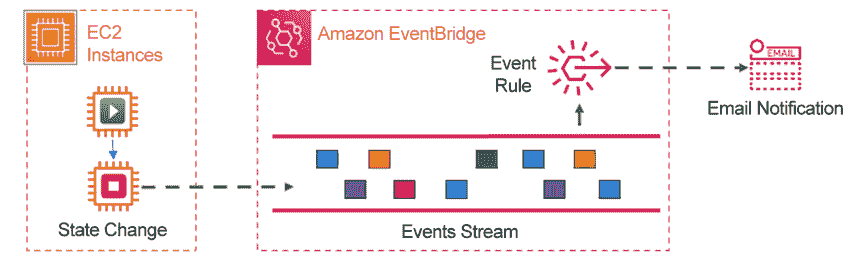 EC2
Instances
Amazon EventBridge
Event
Rule
EMAIL
Email Notification
State Change
Events Stream